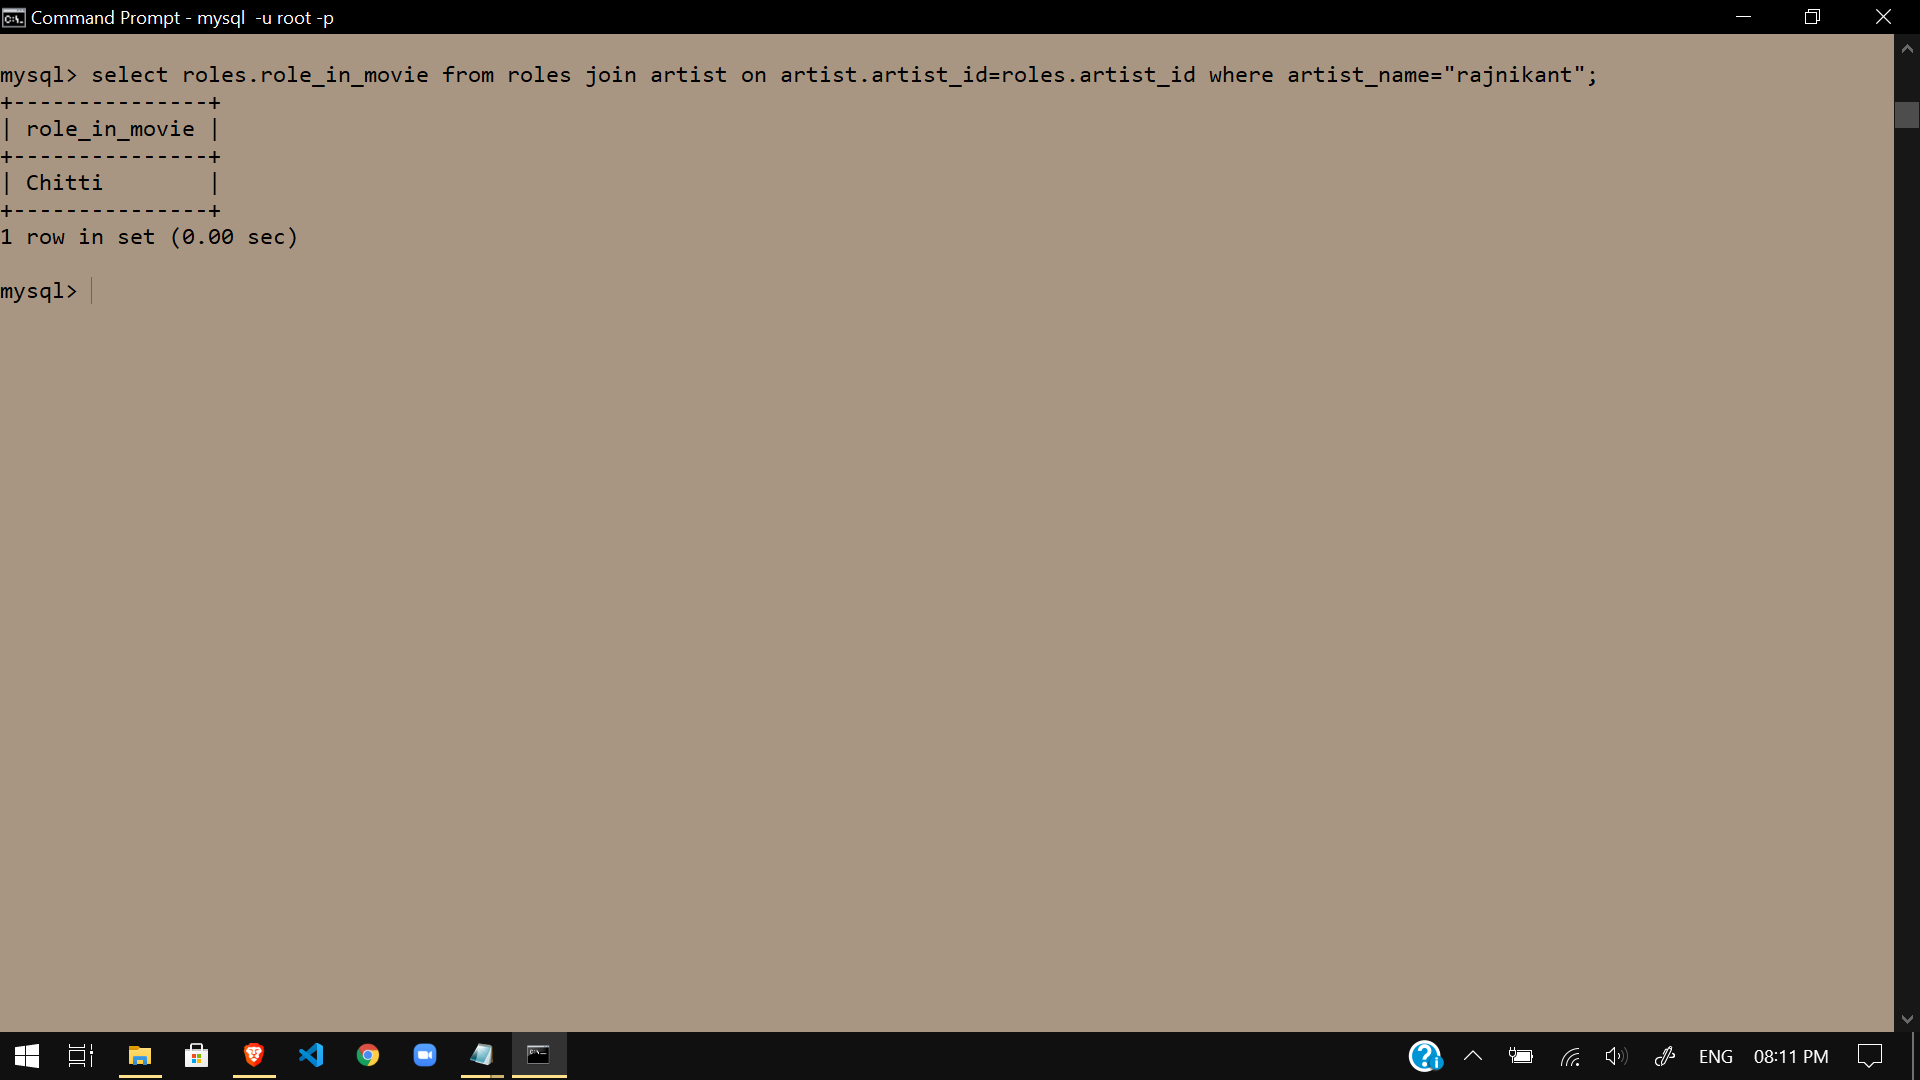 Command Prompt - mysql  -u root -p
mysql> select roles.role_in_movie from roles join artist on artist.artist_id=roles.artist_id where artist_name="rajnikant";
+---------------+
| role_in_movie |
+---------------+
| Chitti        |
+---------------+
1 row in set (0.00 sec)
mysql>
ENG 08:11 PM